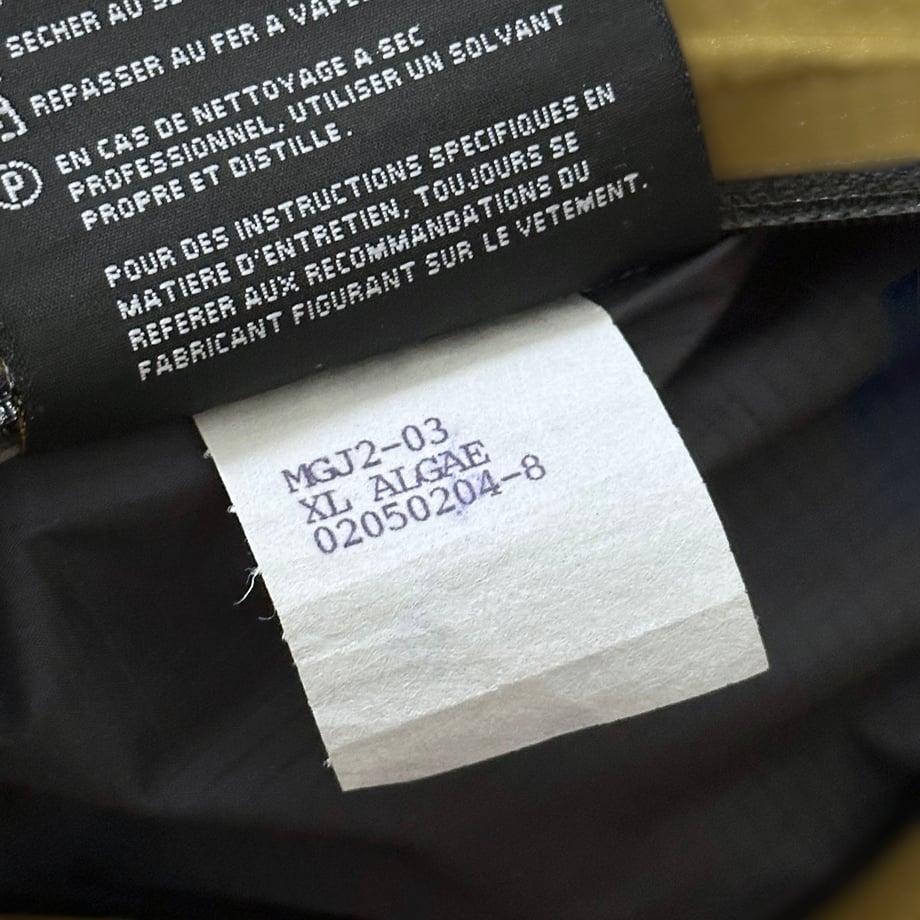 SECHER AU
REPASSER AU FER A
EN CAS DE NETTOYAGE A SEC
PROFESSIONNEL, UTILISER UN SOLVANT
PROPRE ET DISTILLE.
P
POUR DES INSTRUCTIONS SPECIFIQUES EN
MATIERE D'ENTRETIEN, TOUJOURS SE
REFERER AUX RECOMMANDATIONS DU
FABRICANT FIGURANT SUR LE VETEMENT.
MGJ2-03
XL ALGAE
02050204-8